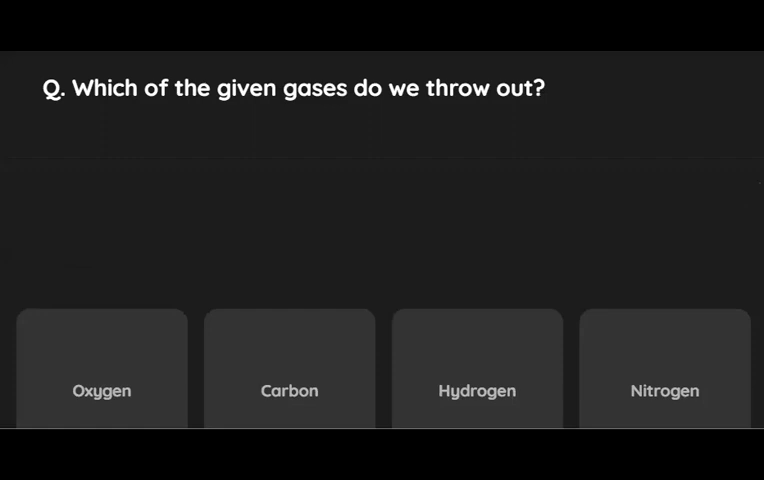 Q. Which of the given gases do we throw out?
Oxygen
Carbon
Hydrogen
Nitrogen